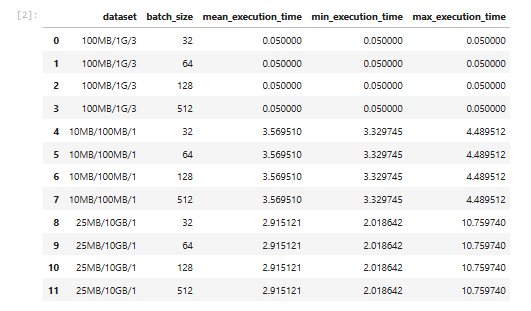 [2]:
dataset batch_size mean_execution_time min_execution_time max_execution_time
0 100MB/1G/3 32 0.050000 0.050000 0.050000
1 100MB/1G/3 64 0.050000 0.050000 0.050000
2 100MB/1G/3 128 0.050000 0.050000 0.050000
3 100MB/1G/3 512 0.050000 0.050000 0.050000
4 10MB/100MB/1 32 3.569510 3.329745 4.489512
5 10MB/100MB/1 64 3.569510 3.329745 4.489512
6 10MB/100MB/1 128 3.569510 3.329745 4.489512
7 10MB/100MB/1 512 3.569510 3.329745 4.489512
8 25MB/10GB/1 32 2.915121 2.018642 10.759740
9 25MB/10GB/1 64 2.915121 2.018642 10.759740
10 25MB/10GB/1 128 2.915121 2.018642 10.759740
11 25MB/10GB/1 512 2.915121 2.018642 10.759740